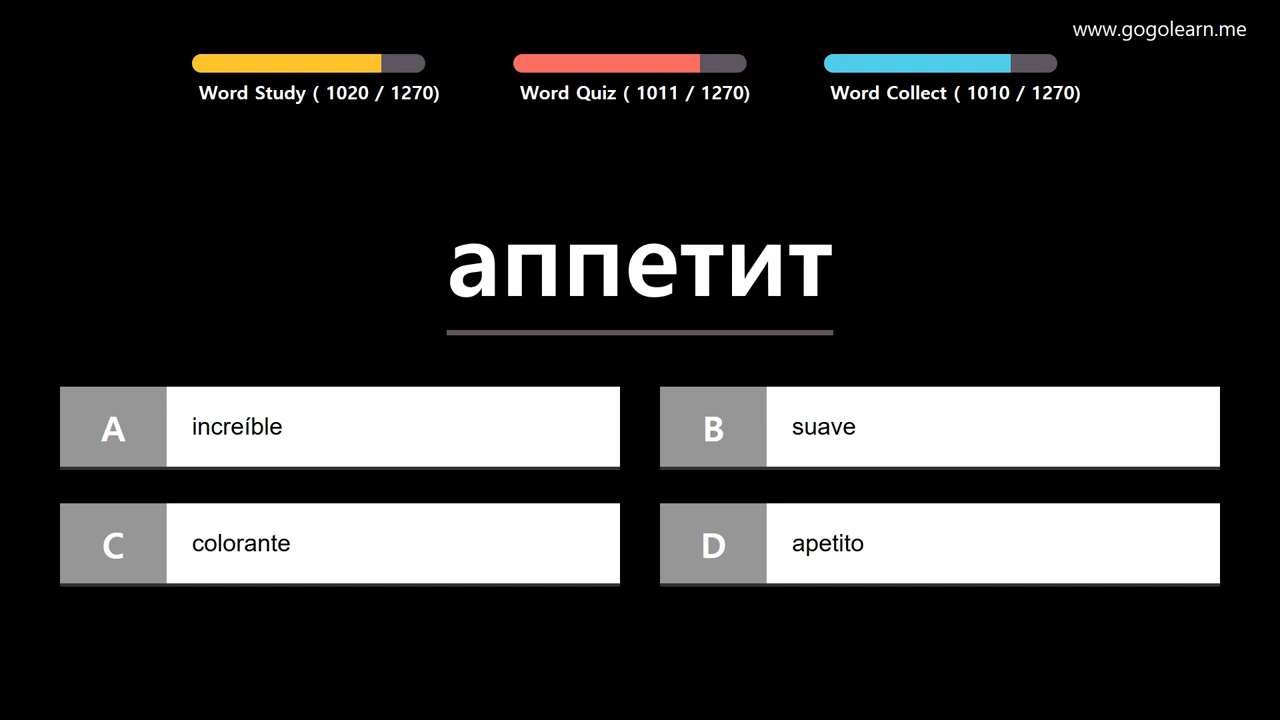 www.gogolearn.me
Word Study ( 1020 / 1270)
Word Quiz ( 1011 / 1270)
Word Collect ( 1010 / 1270)
аппетит
A increíble
B suave
C colorante
D apetito